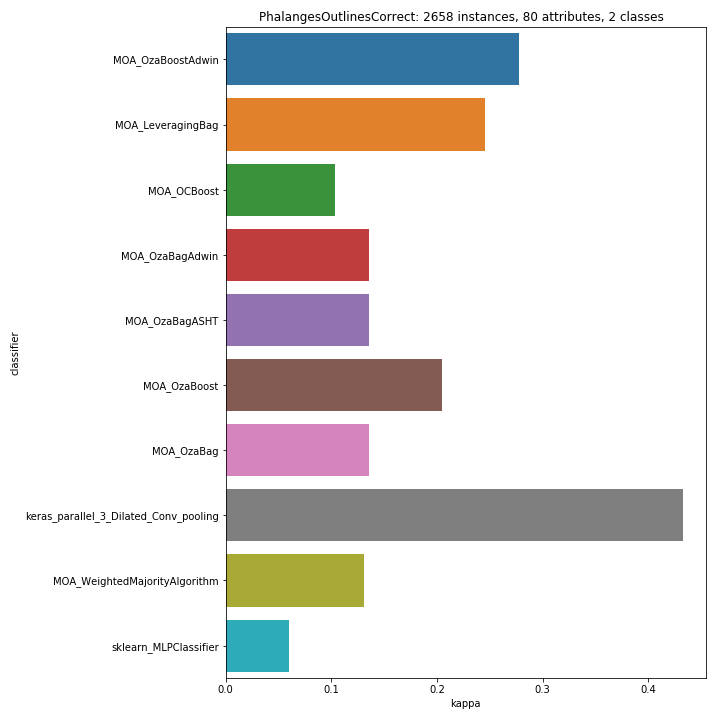 PhalangesOutlinesCorrect: 2658 instances, 80 attributes, 2 classes
MOA_OzaBoostAdwin
MOA_LeveragingBag
MOA_OCBoost
MOA_OzaBagAdwin
MOA_OzaBagASHT
MOA_OzaBoost
MOA_OzaBag
keras_parallel_3_Dilated_Conv_pooling
MOA_WeightedMajorityAlgorithm
sklearn_MLPClassifier
classifier
0.0 0.1 0.2 0.3 0.4
kappa